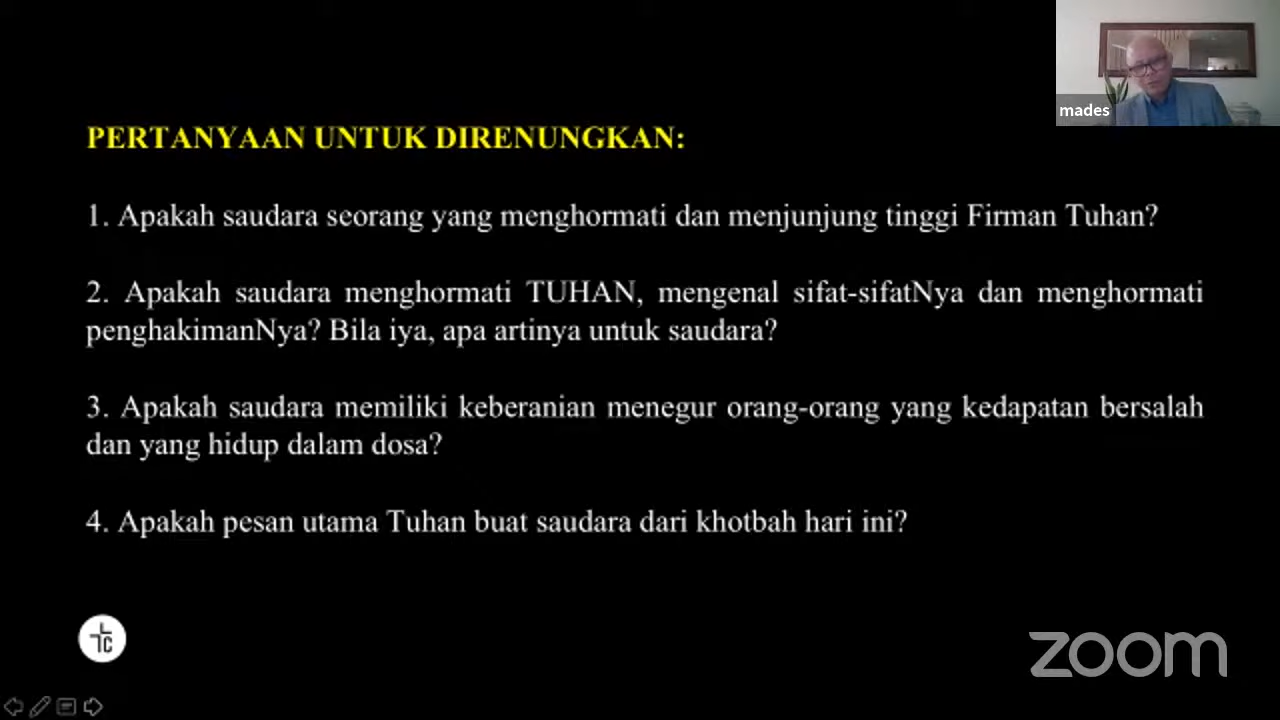 mades
PERTANYAAN UNTUK DIRENUNGKAN:
1. Apakah saudara seorang yang menghormati dan menjunjung tinggi Firman Tuhan?
2. Apakah saudara menghormati TUHAN, mengenal sifat-sifatNya dan menghormati
penghakimanNya? Bila iya, apa artinya untuk saudara?
3. Apakah saudara memiliki keberanian menegur orang-orang yang kedapatan bersalah
dan yang hidup dalam dosa?
4. Apakah pesan utama Tuhan buat saudara dari khotbah hari ini?
zoom